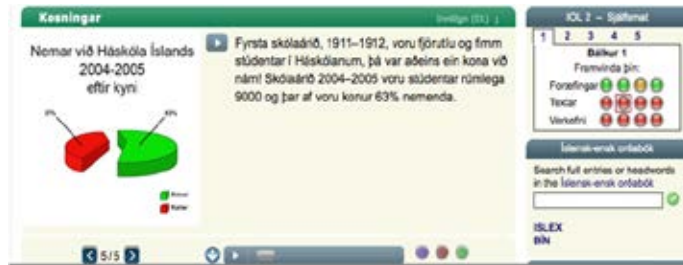 Kosningar
Nemar við Háskóla Íslands
2004-2005
eftir kyni
63%
Konur
Karlar
Fyrsta skólaárið, 1911–1912, voru fjörutíu og fimm
stúdentar í Háskólanum, þá var aðeins ein kona við
nám! Skólaárið 2004–2005 voru stúdentar rúmlega
9000 og þar af voru konur 63% nemenda.
5/5
IOL 2 – Sjálfsmat
1 2 3 4 5
Bálkur 1
Framvinda þín:
Foræfingar
Textar
Verkefni
Íslensk-ensk orðabók
Search full entries or headwords
in the Íslensk-ensk orðabók
ISLEX
BÍN